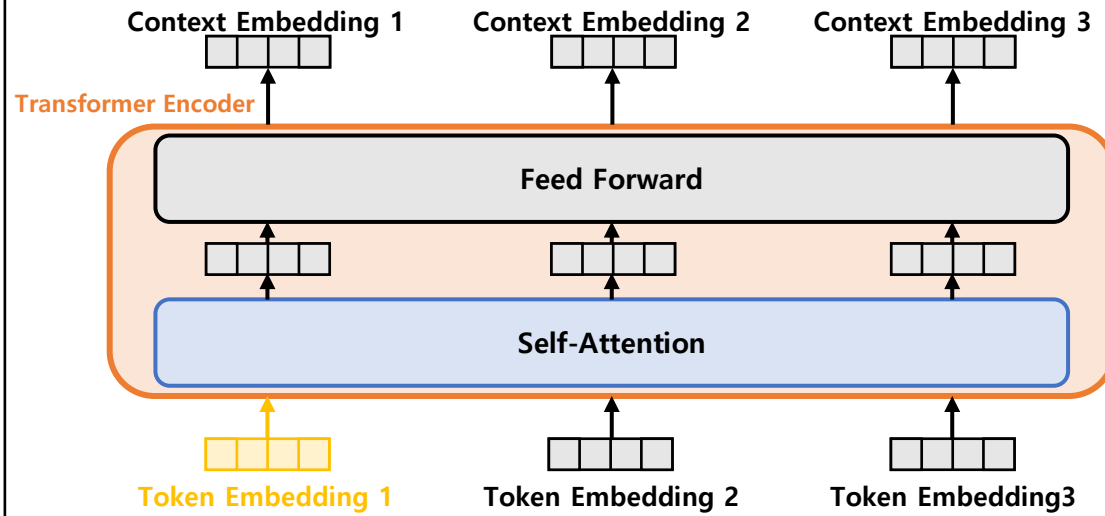 Context Embedding 1
Context Embedding 2
Context Embedding 3
Transformer Encoder
Feed Forward
Self-Attention
Token Embedding 1
Token Embedding 2
Token Embedding3